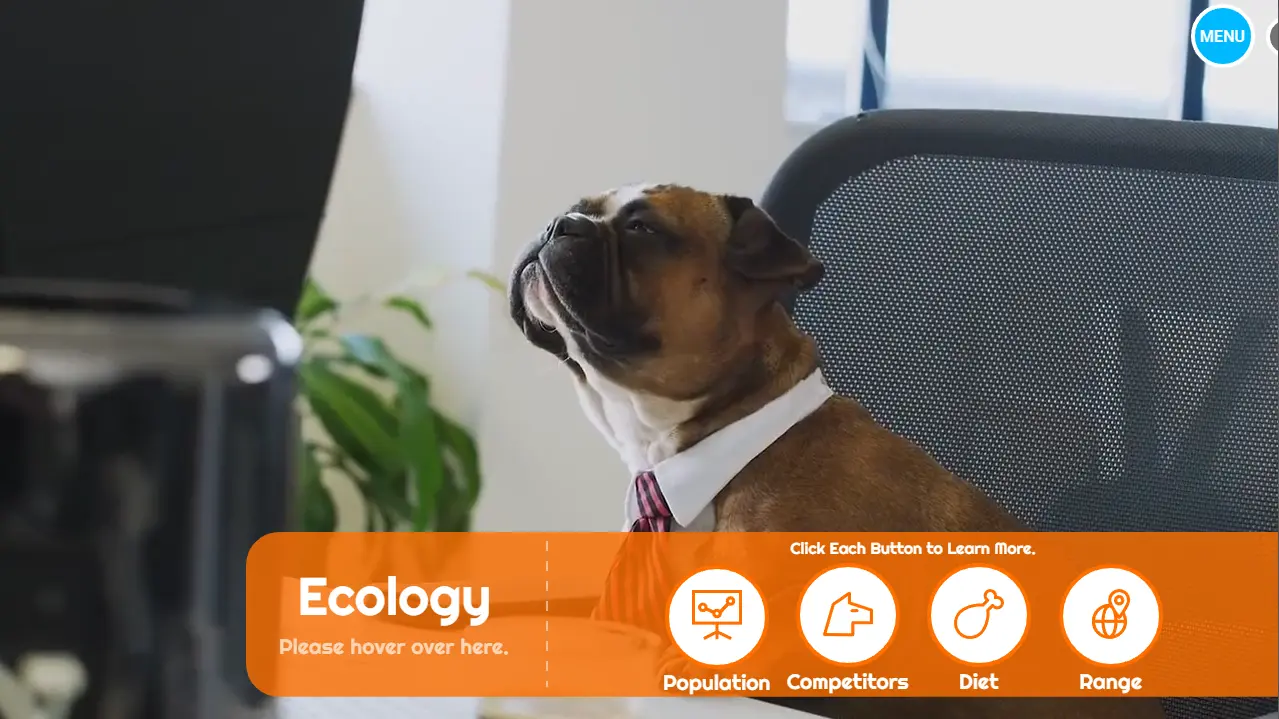 MENU
Click Each Button to Learn More.
Ecology
Please hover over here.
Population
Competitors
Diet
Range